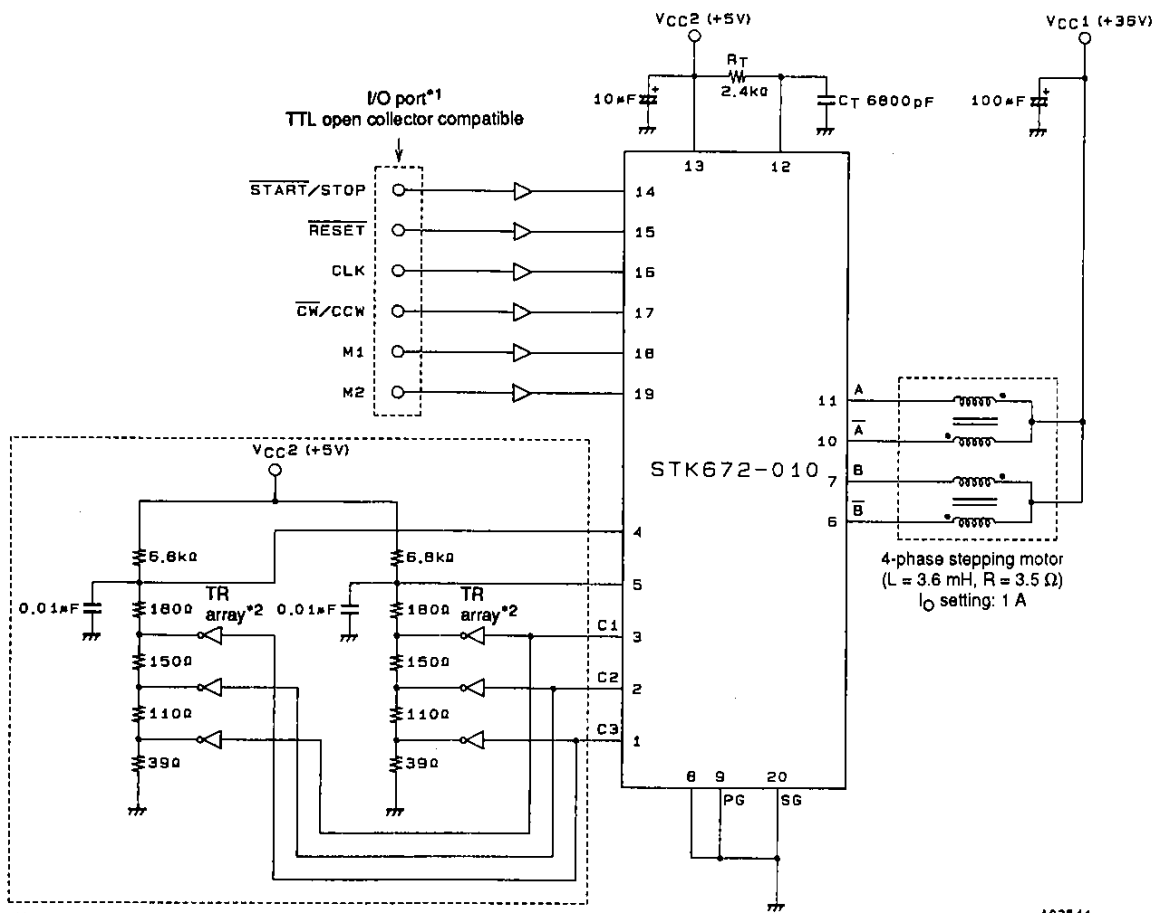 VCC2 (+5V)
VCC1 (+36V)
RT
2.4kΩ
10µF
CT 6800pF
100µF
I/O port*1
TTL open collector compatible
13
12
START/STOP
14
RESET
15
CLK
16
CW/CCW
17
M1
18
M2
19
11
A
10
A
STK672-010
7
B
6
B
4-phase stepping motor
(L = 3.6 mH, R = 3.5 Ω)
IO setting: 1 A
VCC2 (+5V)
4
6.8kΩ
6.8kΩ
5
0.01µF
180Ω
TR
array*2
0.01µF
180Ω
TR
array*2
C1
3
150Ω
150Ω
C2
2
110Ω
110Ω
C3
1
39Ω
39Ω
8
9
20
PG
SG